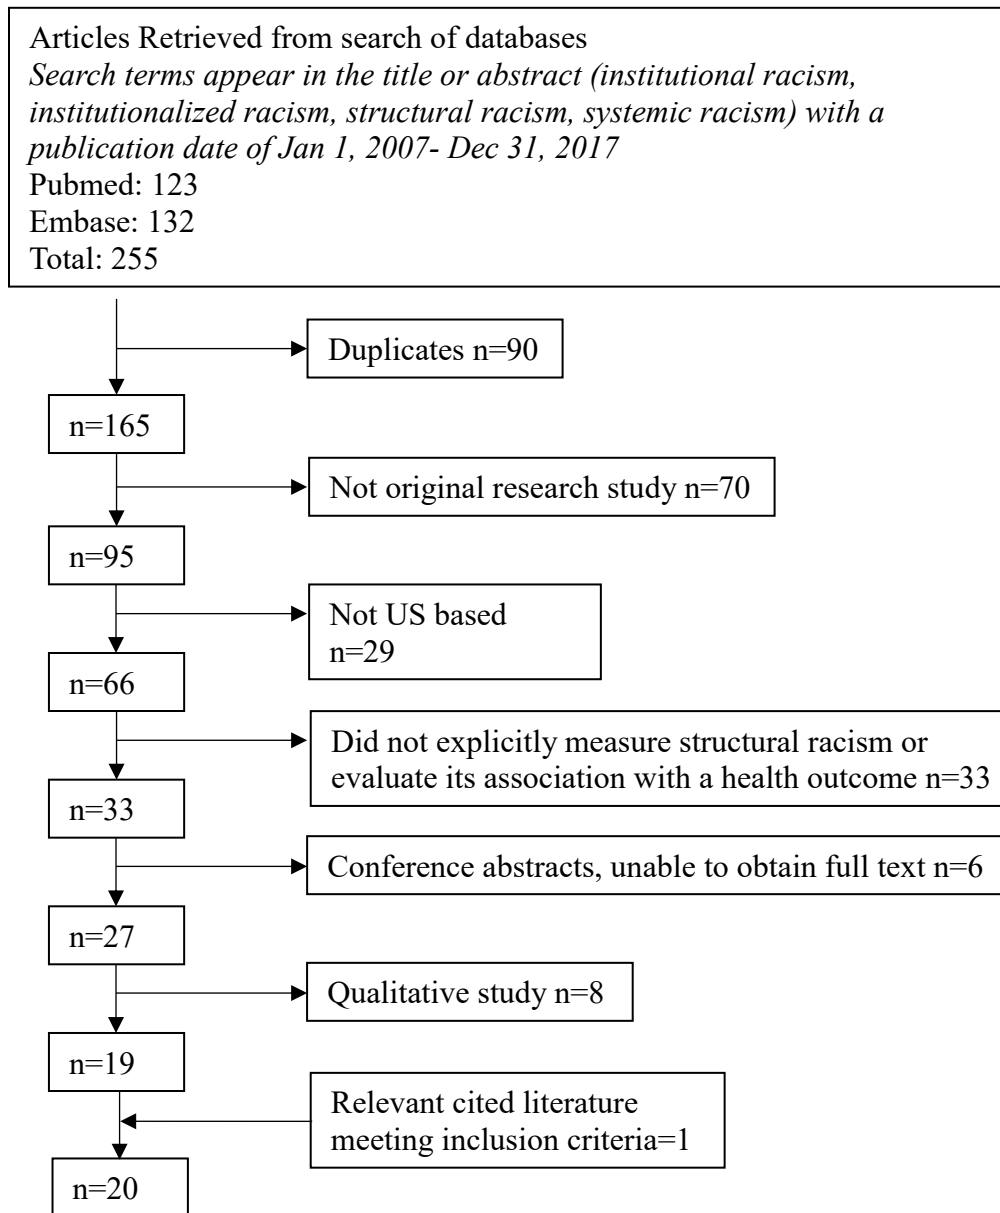 Articles Retrieved from search of databases
Search terms appear in the title or abstract (institutional racism,
institutionalized racism, structural racism, systemic racism) with a
publication date of Jan 1, 2007- Dec 31, 2017
Pubmed: 123
Embase: 132
Total: 255
Duplicates n=90
n=165
Not original research study n=70
n=95
Not US based
n=29
n=66
Did not explicitly measure structural racism or
evaluate its association with a health outcome n=33
n=33
Conference abstracts, unable to obtain full text n=6
n=27
Qualitative study n=8
n=19
Relevant cited literature
meeting inclusion criteria=1
n=20